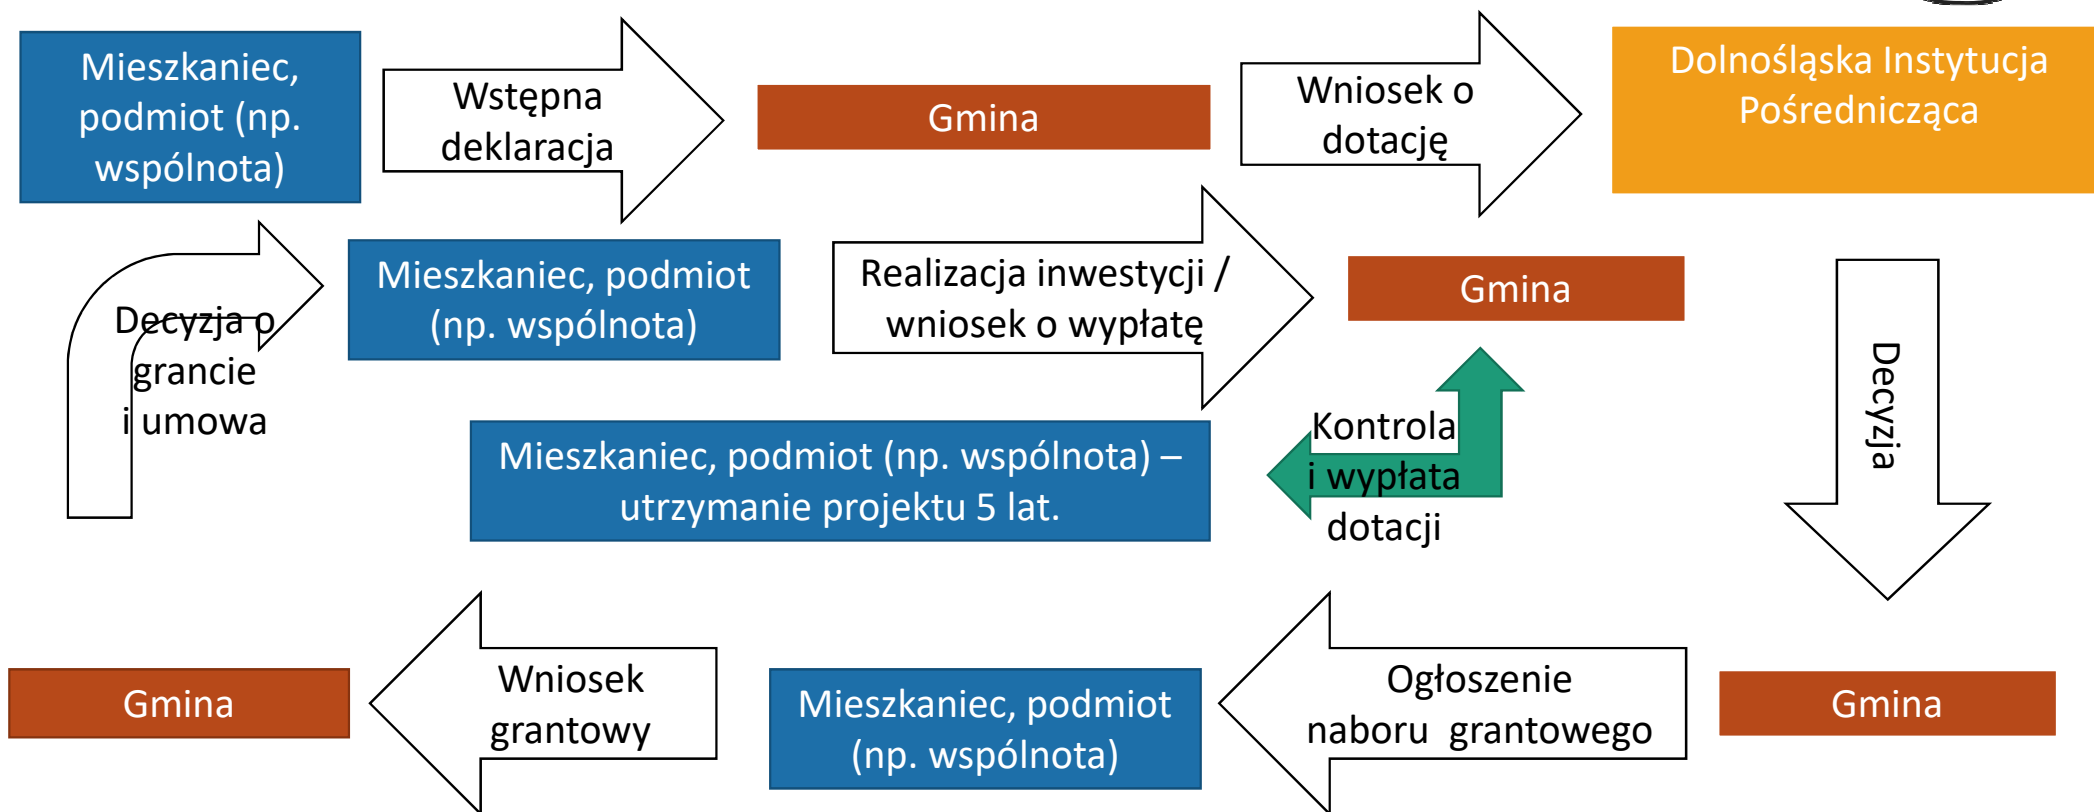 Mieszkaniec,
podmiot (np.
wspólnota)
Wstępna
deklaracja
Gmina
Wniosek o
dotację
Dolnośląska Instytucja
Pośrednicząca
Decyzja o
grancie
i umowa
Mieszkaniec, podmiot
(np. wspólnota)
Realizacja inwestycji /
wniosek o wypłatę
Gmina
Decyzja
Mieszkaniec, podmiot (np. wspólnota) –
utrzymanie projektu 5 lat.
Kontrola
i wypłata
dotacji
Gmina
Wniosek
grantowy
Mieszkaniec, podmiot
(np. wspólnota)
Ogłoszenie
naboru  grantowego
Gmina